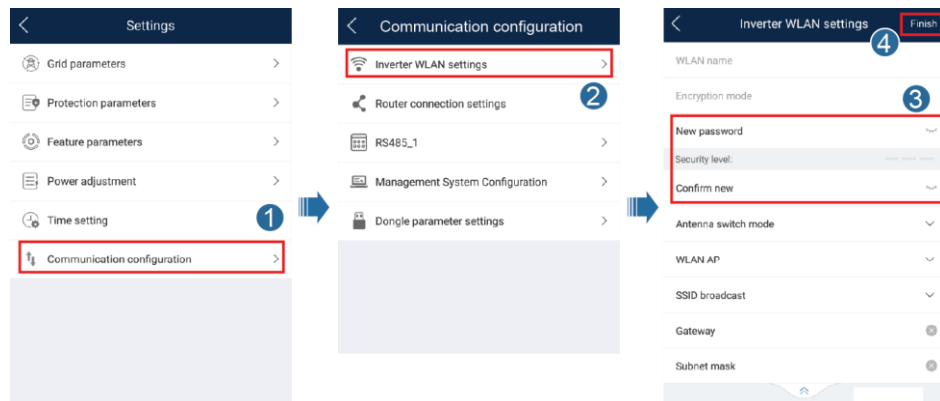 Settings
Grid parameters
Protection parameters
Feature parameters
Power adjustment
Time setting
1
Communication configuration
Communication configuration
Inverter WLAN settings
2
Router connection settings
RS485_1
Management System Configuration
Dongle parameter settings
Inverter WLAN settings
Finish
4
WLAN name
Encryption mode
3
New password
Security level:
Confirm new
Antenna switch mode
WLAN AP
SSID broadcast
Gateway
Subnet mask